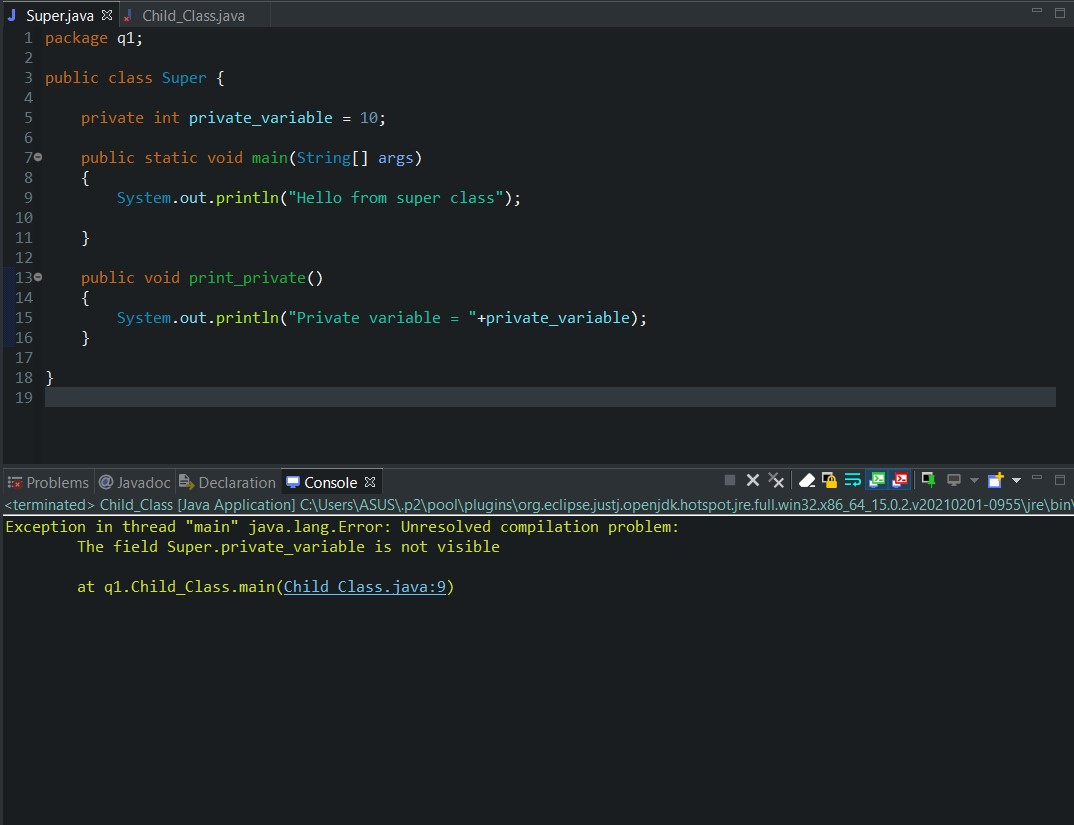 Super.java Child_Class.java
1 package q1;
2
3 public class Super {
4
5 private int private_variable = 10;
6
7 public static void main(String[] args)
8 {
9 System.out.println("Hello from super class");
10
11 }
12
13 public void print_private()
14 {
15 System.out.println("Private variable = "+private_variable);
16 }
17
18 }
19
Problems @ Javadoc Declaration Console
<terminated> Child_Class [Java Application] C:\Users\ASUS\.p2\pool\plugins\org.eclipse.justj.openjdk.hotspot.jre.full.win32.x86_64_15.0.2.v20210201-0955\jre\bin\
Exception in thread "main" java.lang.Error: Unresolved compilation problem:
The field Super.private_variable is not visible
at q1.Child_Class.main(Child_Class.java:9)